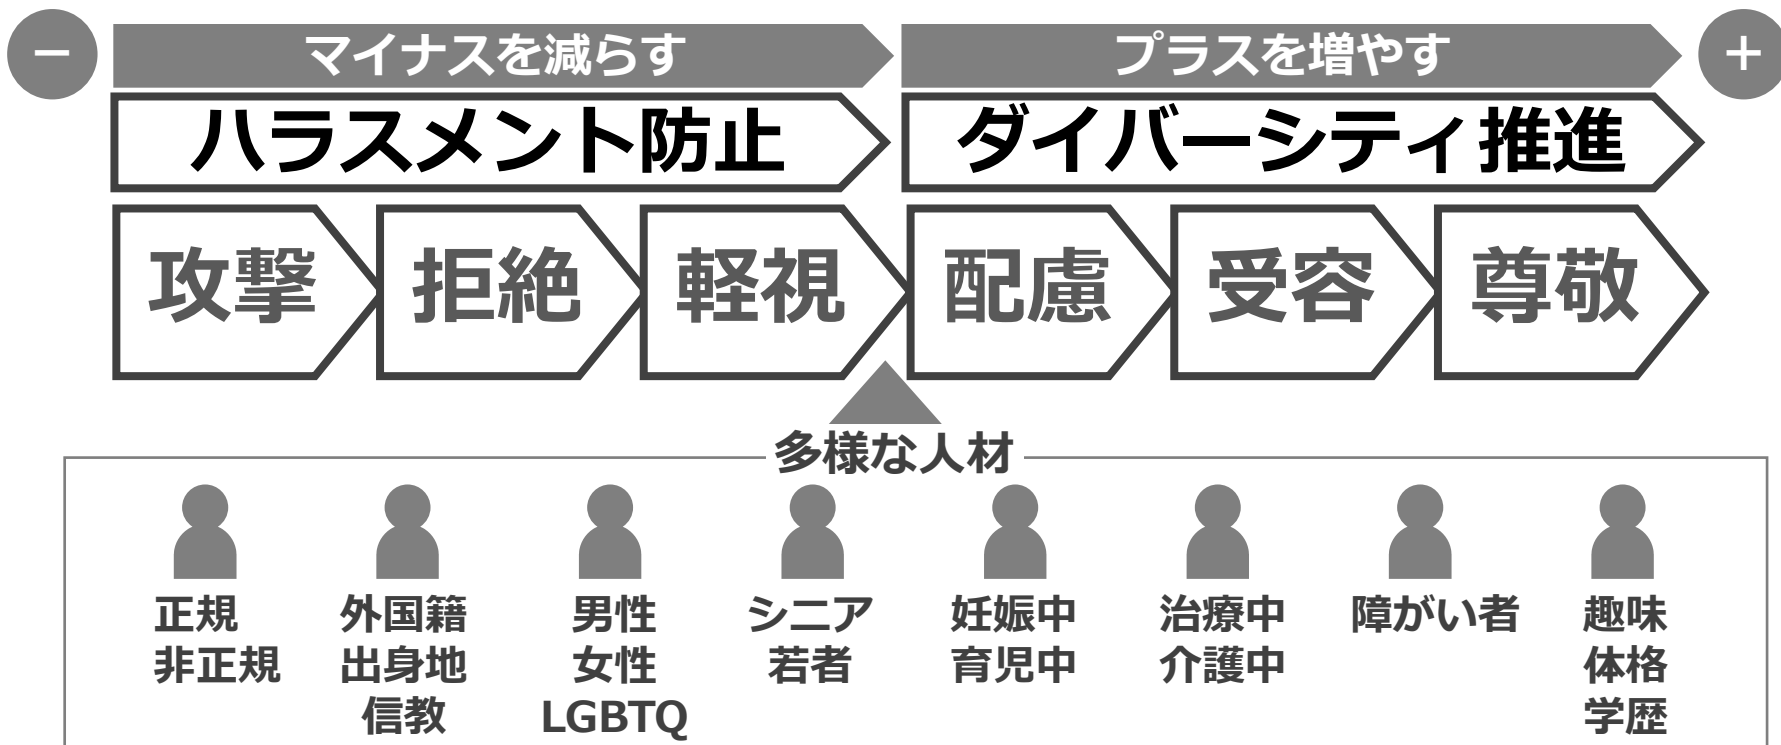 − マイナスを減らす プラスを増やす +
ハラスメント防止 ダイバーシティ推進
攻撃 拒絶 軽視 配慮 受容 尊敬
多様な人材
正規 外国籍 男性 シニア 妊娠中 治療中 障がい者 趣味
非正規 出身地 女性 若者 育児中 介護中 体格
信教 LGBTQ 学歴